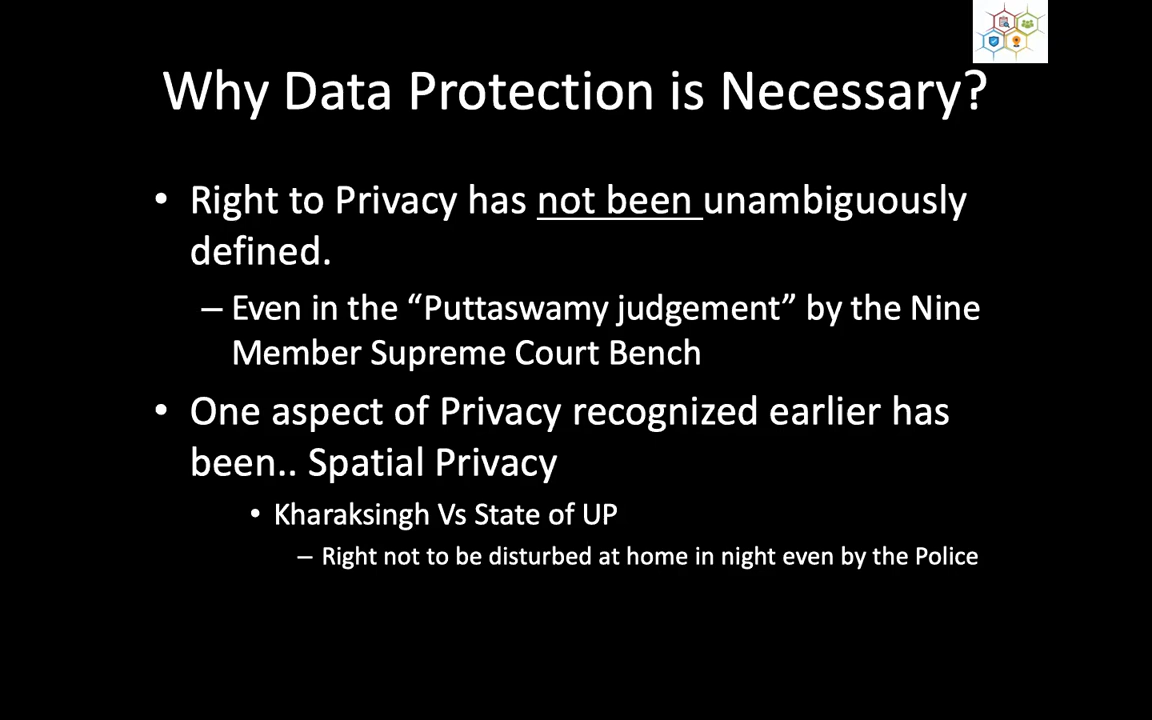 Why Data Protection is Necessary?
• Right to Privacy has not been unambiguously
defined.
– Even in the “Puttaswamy judgement” by the Nine
Member Supreme Court Bench
• One aspect of Privacy recognized earlier has
been.. Spatial Privacy
• Kharaksingh Vs State of UP
– Right not to be disturbed at home in night even by the Police